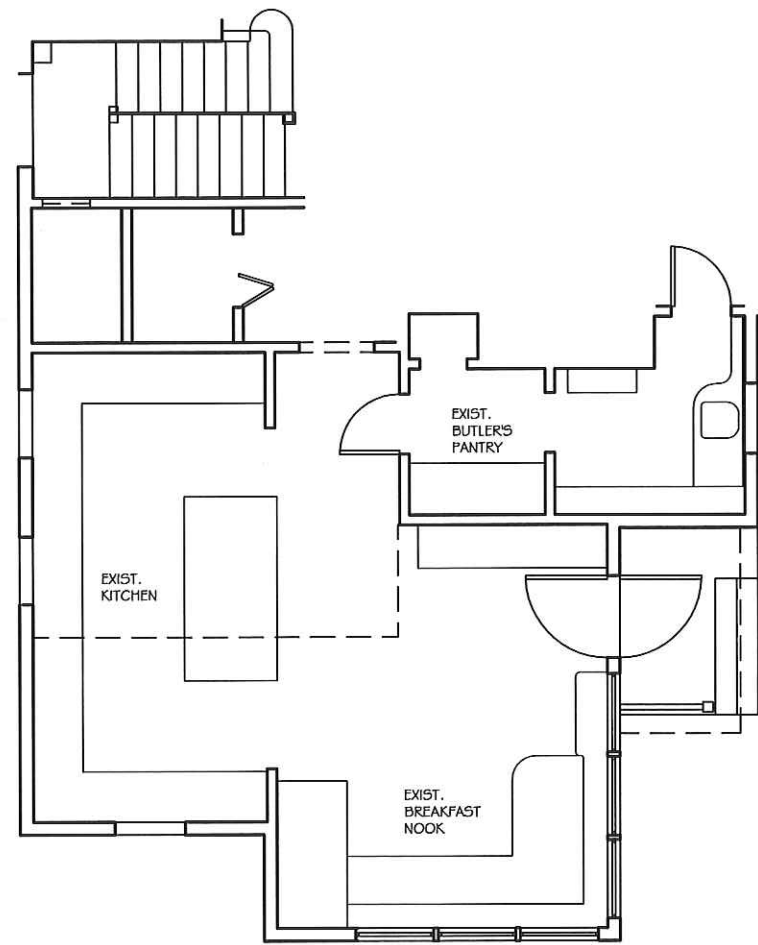 EXIST.
BUTLER'S
PANTRY
EXIST.
KITCHEN
EXIST.
BREAKFAST
NOOK